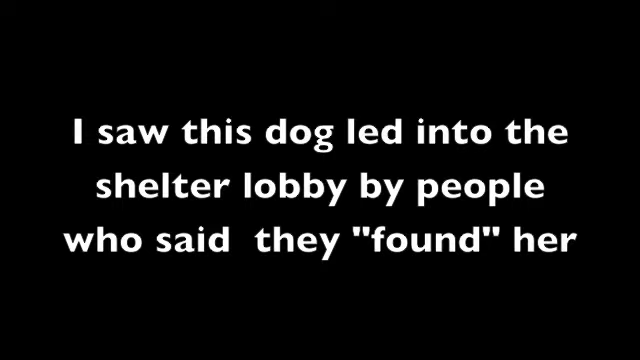 I saw this dog led into the
shelter lobby by people
who said  they "found" her